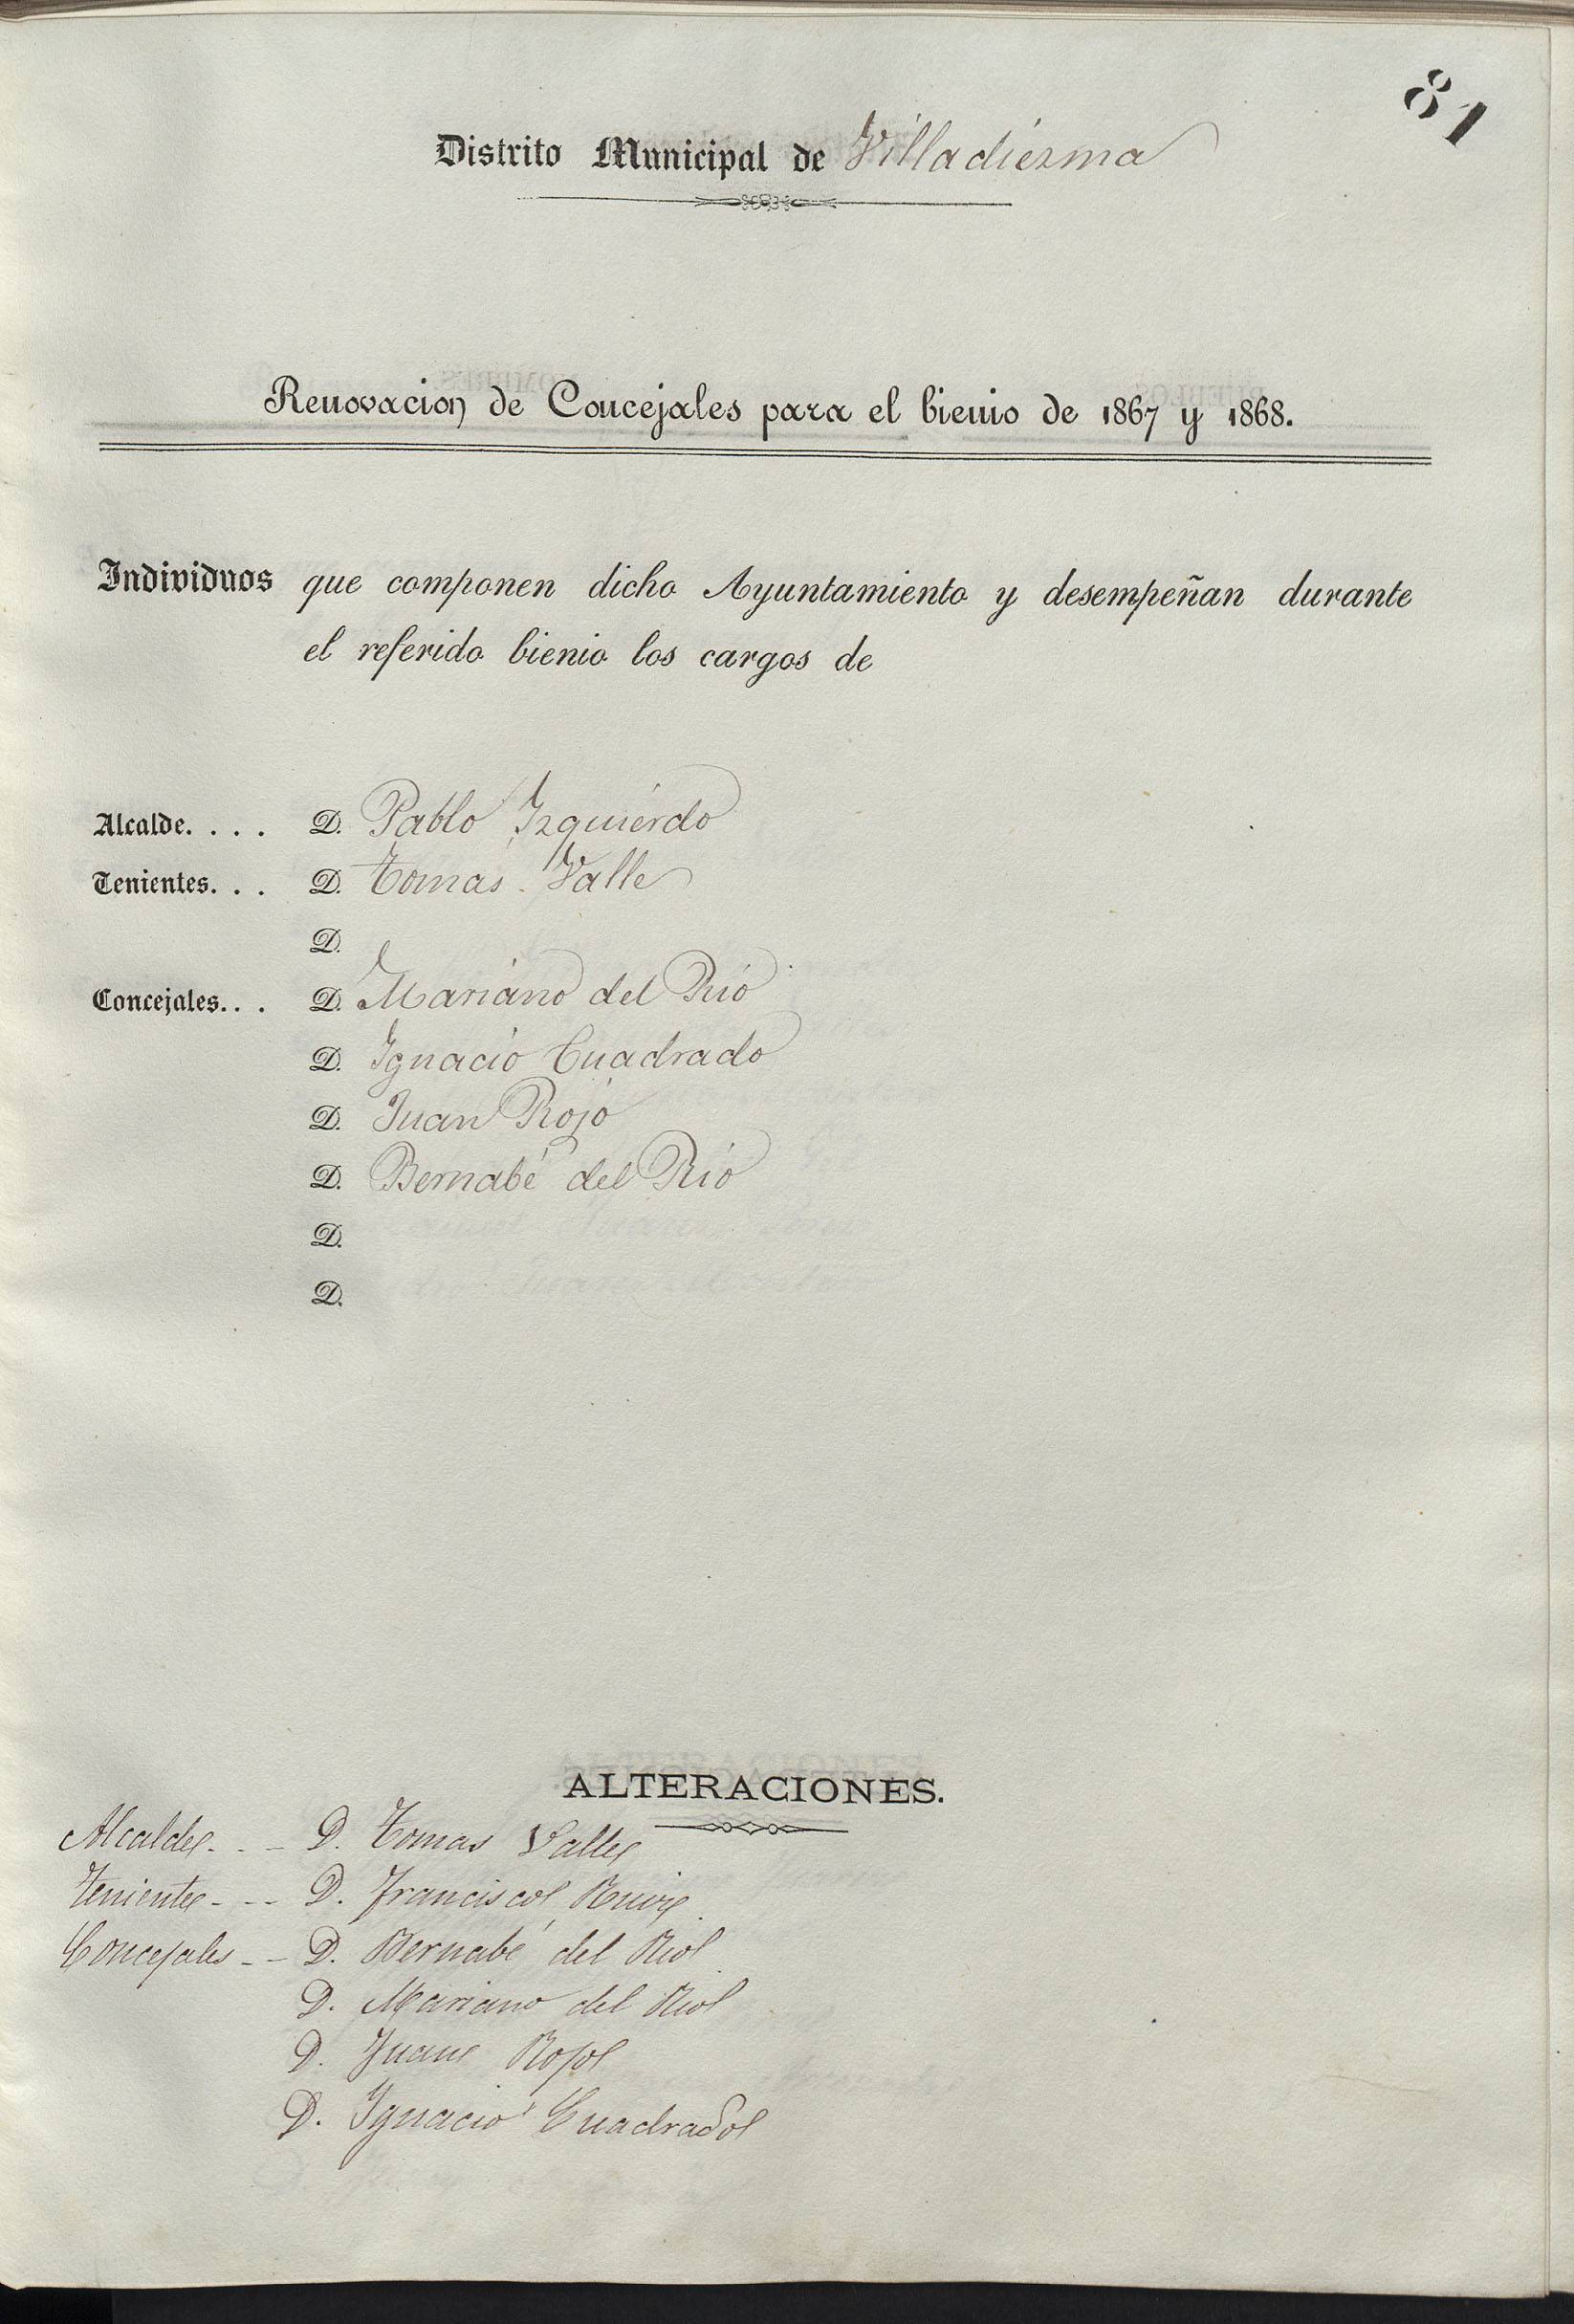 81
Distrito Municipal de Villadiezma
Renovacion de Concejales para el bienio de 1867 y 1868.
Individuos que componen dicho Ayuntamiento y desempeñan durante
el referido bienio los cargos de
Alcalde. . . . D. Pablo Izquierdo
Tenientes. . . D. Tomás Valle
D.
Concejales. . . D. Mariano del Rio
D. Ignacio Cuadrado
D. Juan Rojo
D. Bernabé del Rio
D.
D.
ALTERACIONES.
Alcalde - - - D. Tomas Valle
Teniente - - - D. Francisco Ruiz
Concejales - - D. Bernabé del Rio
D. Mariano del Rio
D. Juan Rojo
D. Ignacio Cuadrado